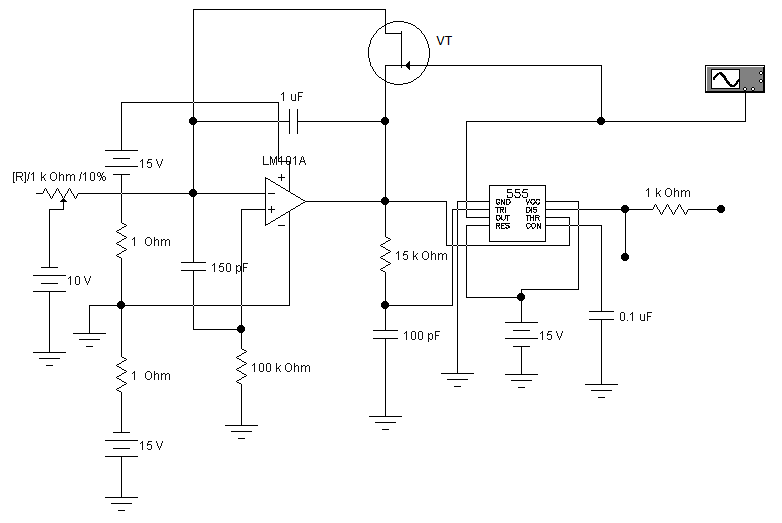 VT
1 uF
LM101A
15 V
[R]/1 k Ohm /10%
+
−
+
−
555
GND VCC
TRI DIS
OUT THR
RES CON
1 k Ohm
1 Ohm
15 k Ohm
150 pF
10 V
100 pF
15 V
0.1 uF
1 Ohm
100 k Ohm
15 V